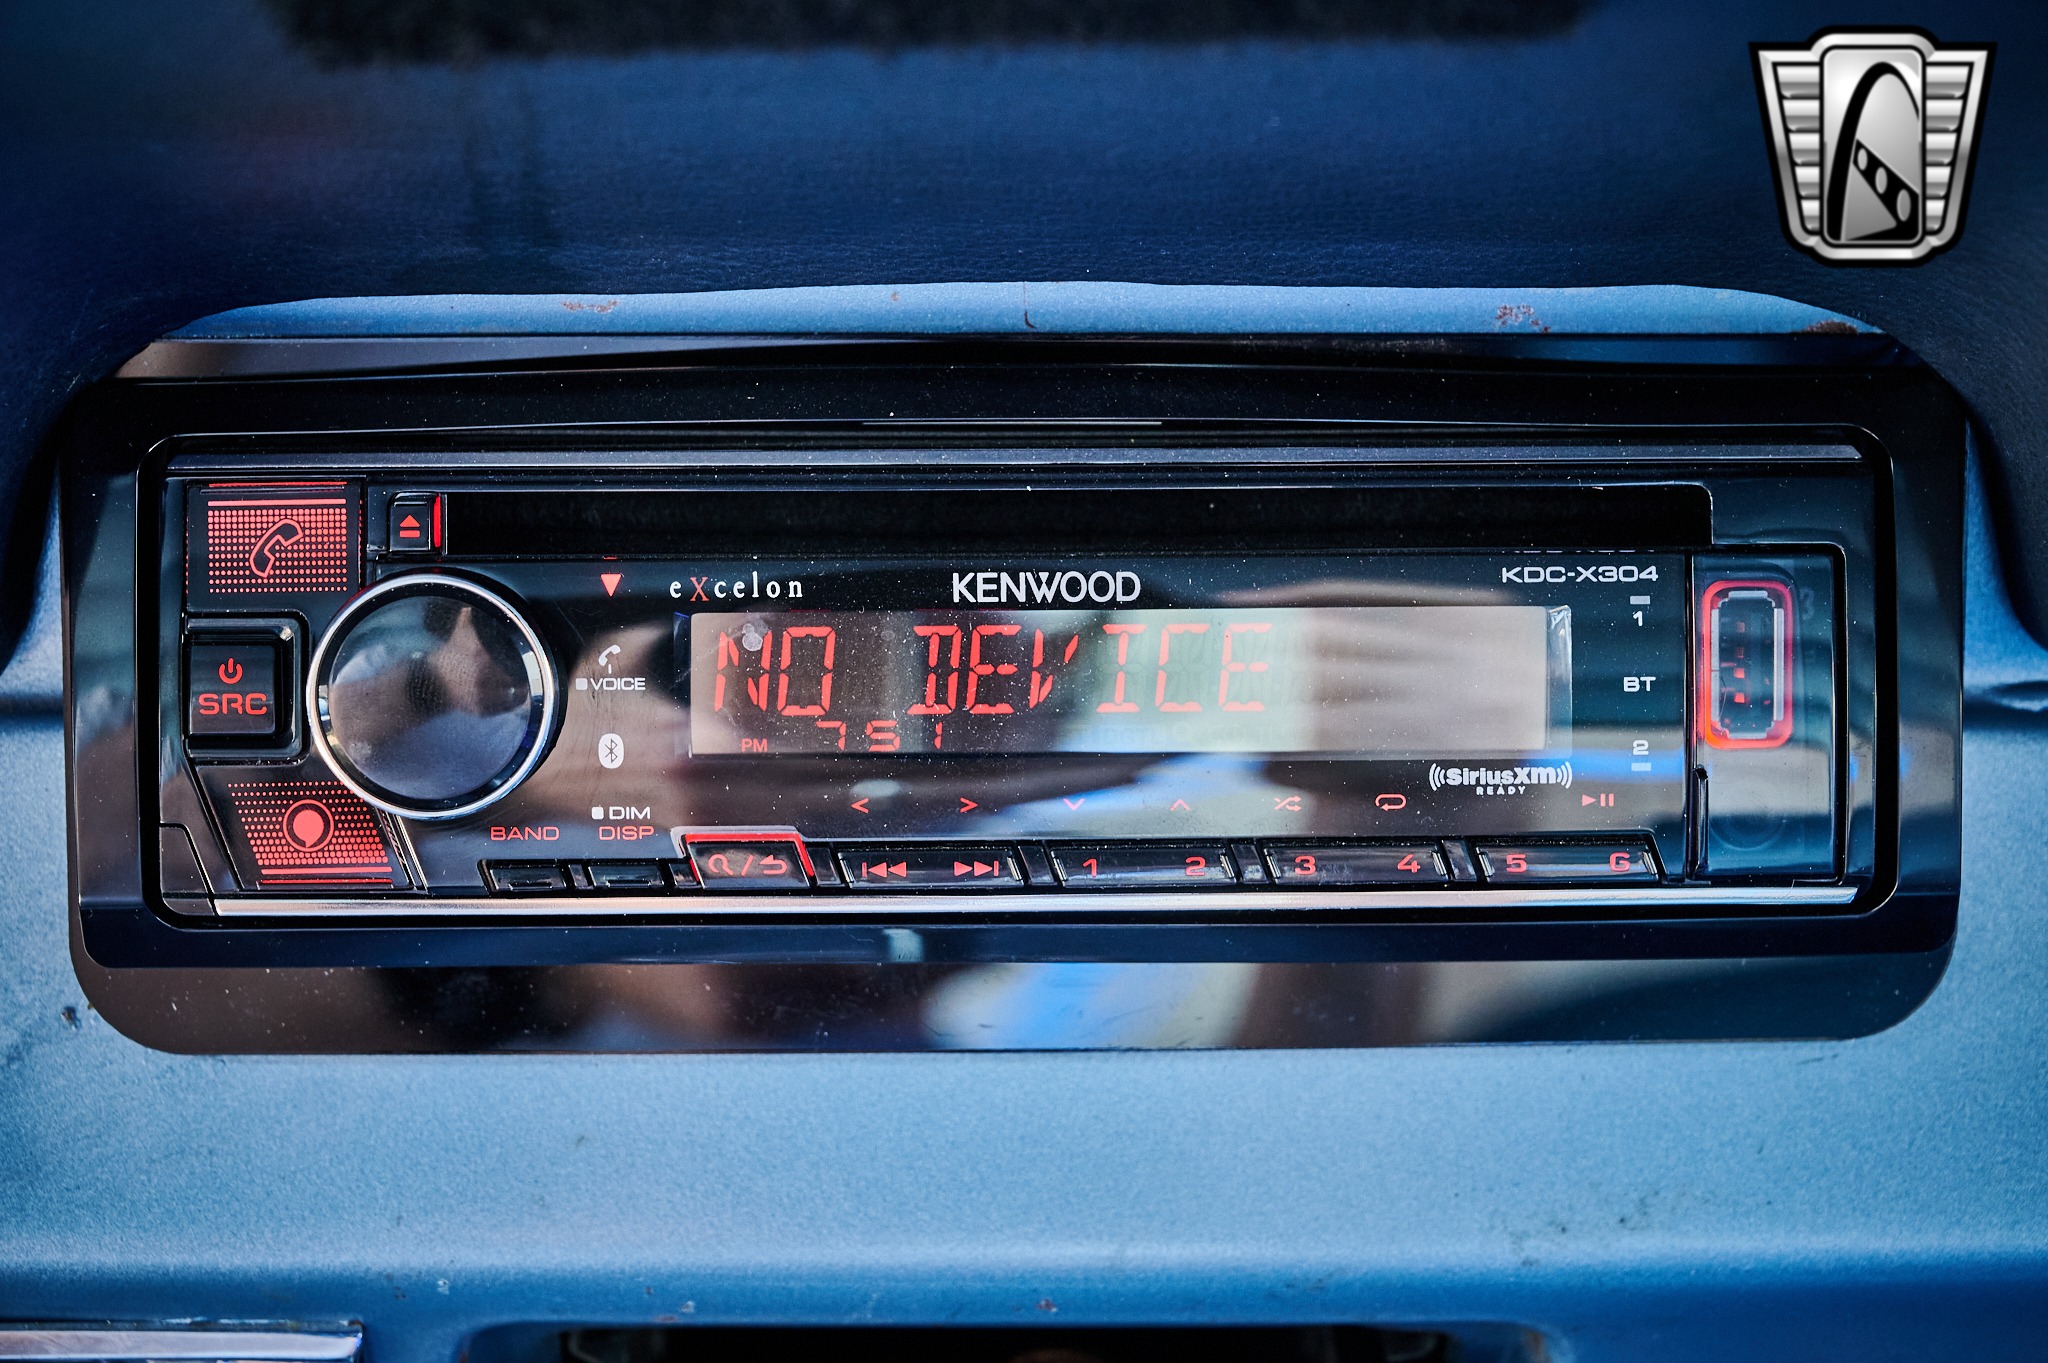 eXcelon
KENWOOD
KDC-X304
1
NO DEVICE
VOICE
SRC
BT
PM 7 51
2
((SiriusXM))
READY
DIM
BAND DISP
1 2 3 4 5 6